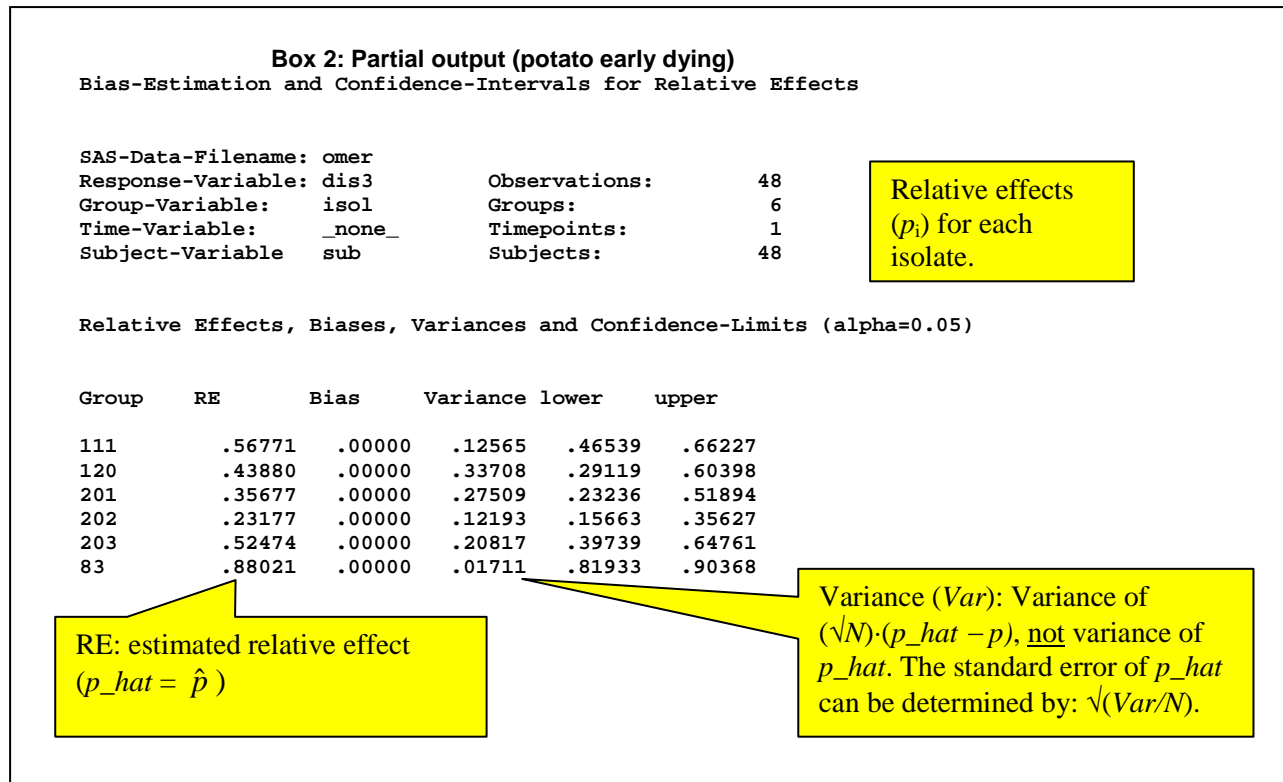 Box 2: Partial output (potato early dying)
Bias-Estimation and Confidence-Intervals for Relative Effects
SAS-Data-Filename: omer
Response-Variable: dis3 Observations: 48
Group-Variable: isol Groups: 6
Time-Variable: _none_ Timepoints: 1
Subject-Variable sub Subjects: 48
Relative effects
(pi) for each
isolate.
Relative Effects, Biases, Variances and Confidence-Limits (alpha=0.05)
Group RE Bias Variance lower upper
111 .56771 .00000 .12565 .46539 .66227
120 .43880 .00000 .33708 .29119 .60398
201 .35677 .00000 .27509 .23236 .51894
202 .23177 .00000 .12193 .15663 .35627
203 .52474 .00000 .20817 .39739 .64761
83 .88021 .00000 .01711 .81933 .90368
RE: estimated relative effect
(p_hat = p̂ )
Variance (Var): Variance of
(√N)·(p_hat − p), not variance of
p_hat. The standard error of p_hat
can be determined by: √(Var/N).